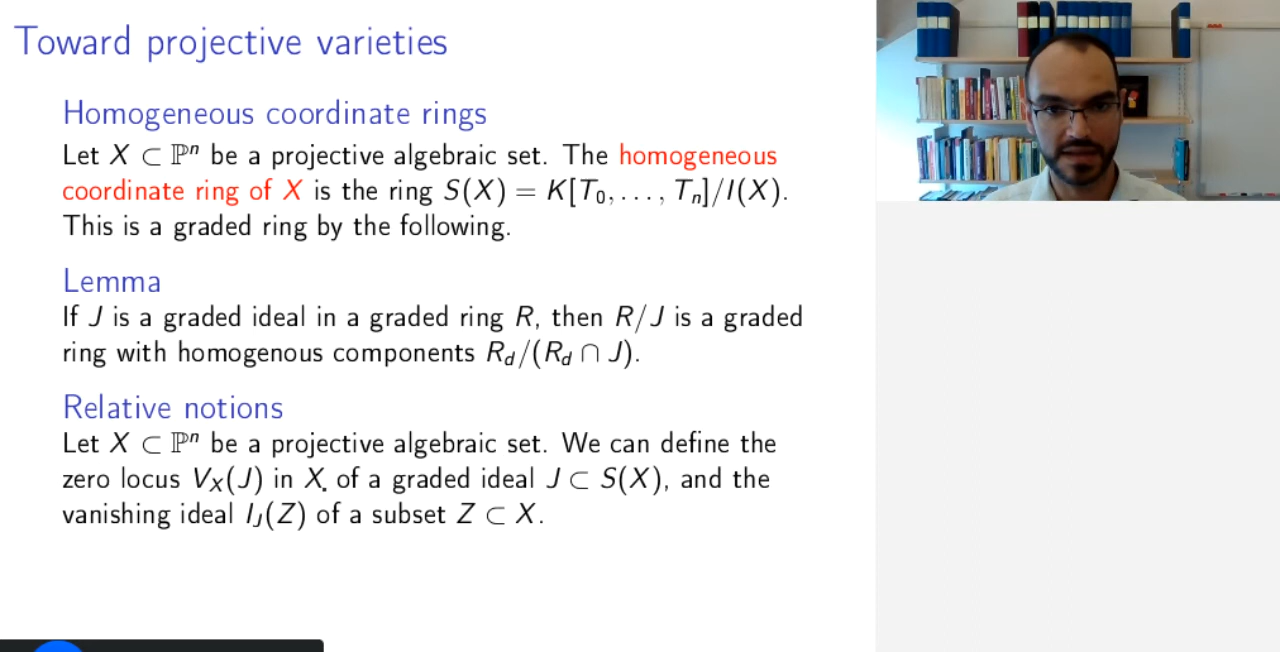 Toward projective varieties
Homogeneous coordinate rings
Let X ⊂ ℙⁿ be a projective algebraic set. The homogeneous
coordinate ring of X is the ring S(X) = K[T₀, . . . , Tₙ]/I(X).
This is a graded ring by the following.
Lemma
If J is a graded ideal in a graded ring R, then R/J is a graded
ring with homogenous components R_d/(R_d ∩ J).
Relative notions
Let X ⊂ ℙⁿ be a projective algebraic set. We can define the
zero locus V_X(J) in X, of a graded ideal J ⊂ S(X), and the
vanishing ideal I_J(Z) of a subset Z ⊂ X.